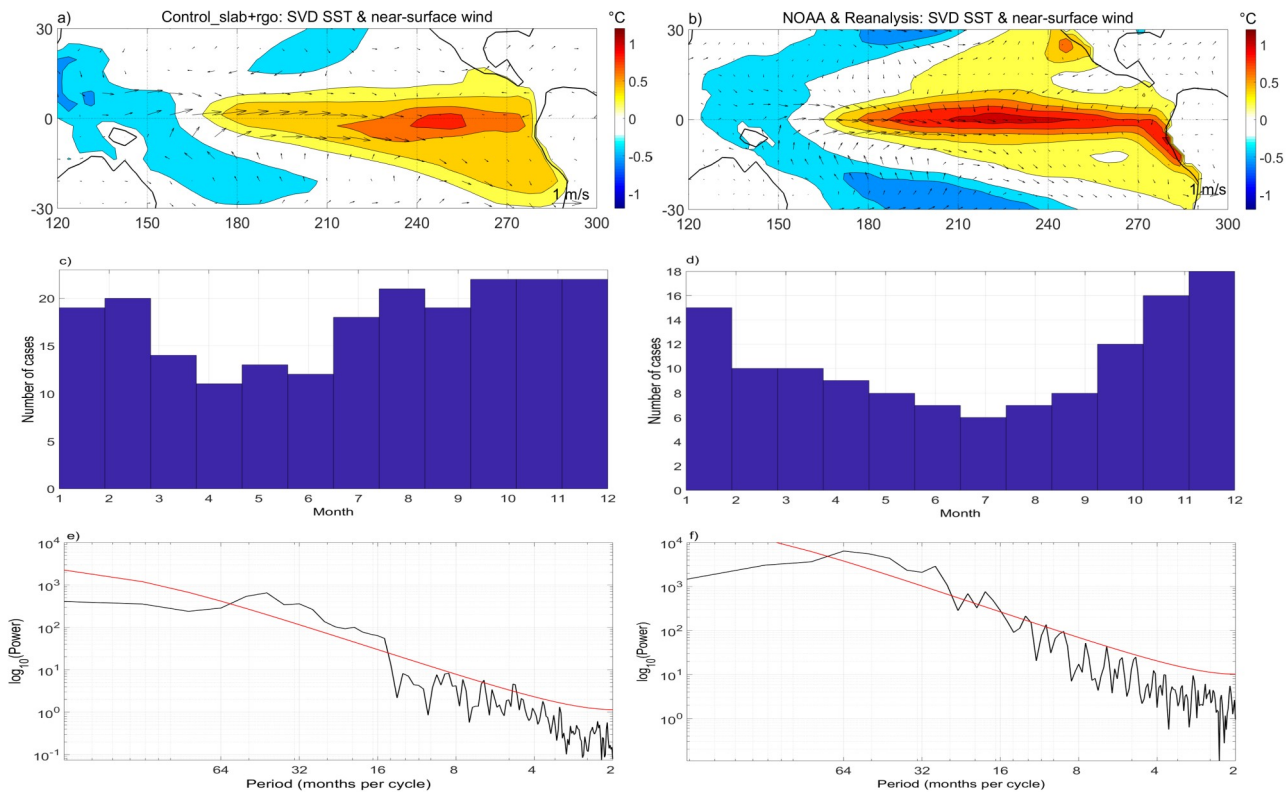 a) Control_slab+rgo: SVD SST & near-surface wind °C
30
0
-30
120 150 180 210 240 270 300
1 m/s
1
0.5
0
-0.5
-1
b) NOAA & Reanalysis: SVD SST & near-surface wind °C
30
0
-30
120 150 180 210 240 270 300
1 m/s
1
0.5
0
-0.5
-1
c)
Number of cases
20
15
10
5
0
1 2 3 4 5 6 7 8 9 10 11 12
Month
d)
Number of cases
18
16
14
12
10
8
6
4
2
0
1 2 3 4 5 6 7 8 9 10 11 12
Month
e)
log10(Power)
10^4
10^3
10^2
10^1
10^0
10^-1
64 32 16 8 4 2
Period (months per cycle)
f)
log10(Power)
10^4
10^3
10^2
10^1
10^0
64 32 16 8 4 2
Period (months per cycle)